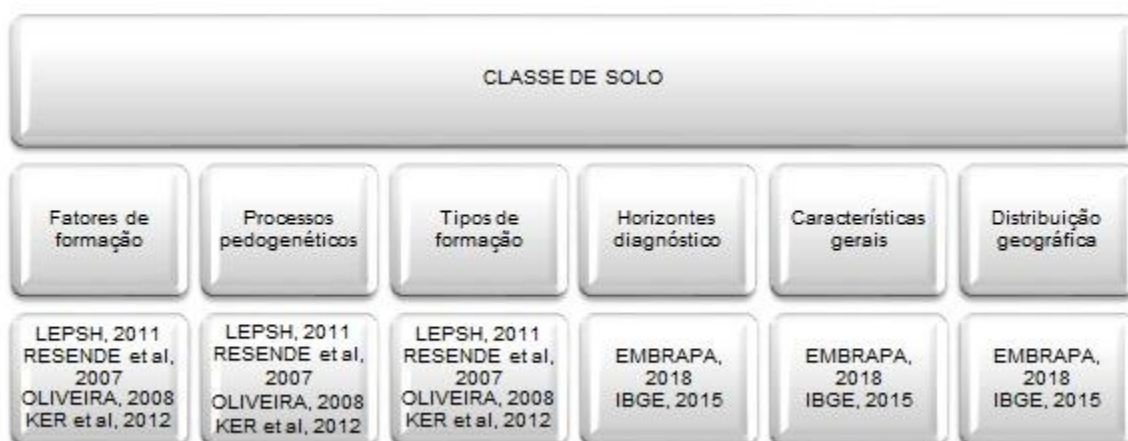 CLASSE DE SOLO
Fatores de
formação
Processos
pedogenéticos
Tipos de
formação
Horizontes
diagnóstico
Características
gerais
Distribuição
geográfica
LEPSH, 2011
RESENDE et al,
2007
OLIVEIRA, 2008
KER et al, 2012
LEPSH, 2011
RESENDE et al,
2007
OLIVEIRA, 2008
KER et al, 2012
LEPSH, 2011
RESENDE et al,
2007
OLIVEIRA, 2008
KER et al, 2012
EMBRAPA,
2018
IBGE, 2015
EMBRAPA,
2018
IBGE, 2015
EMBRAPA,
2018
IBGE, 2015